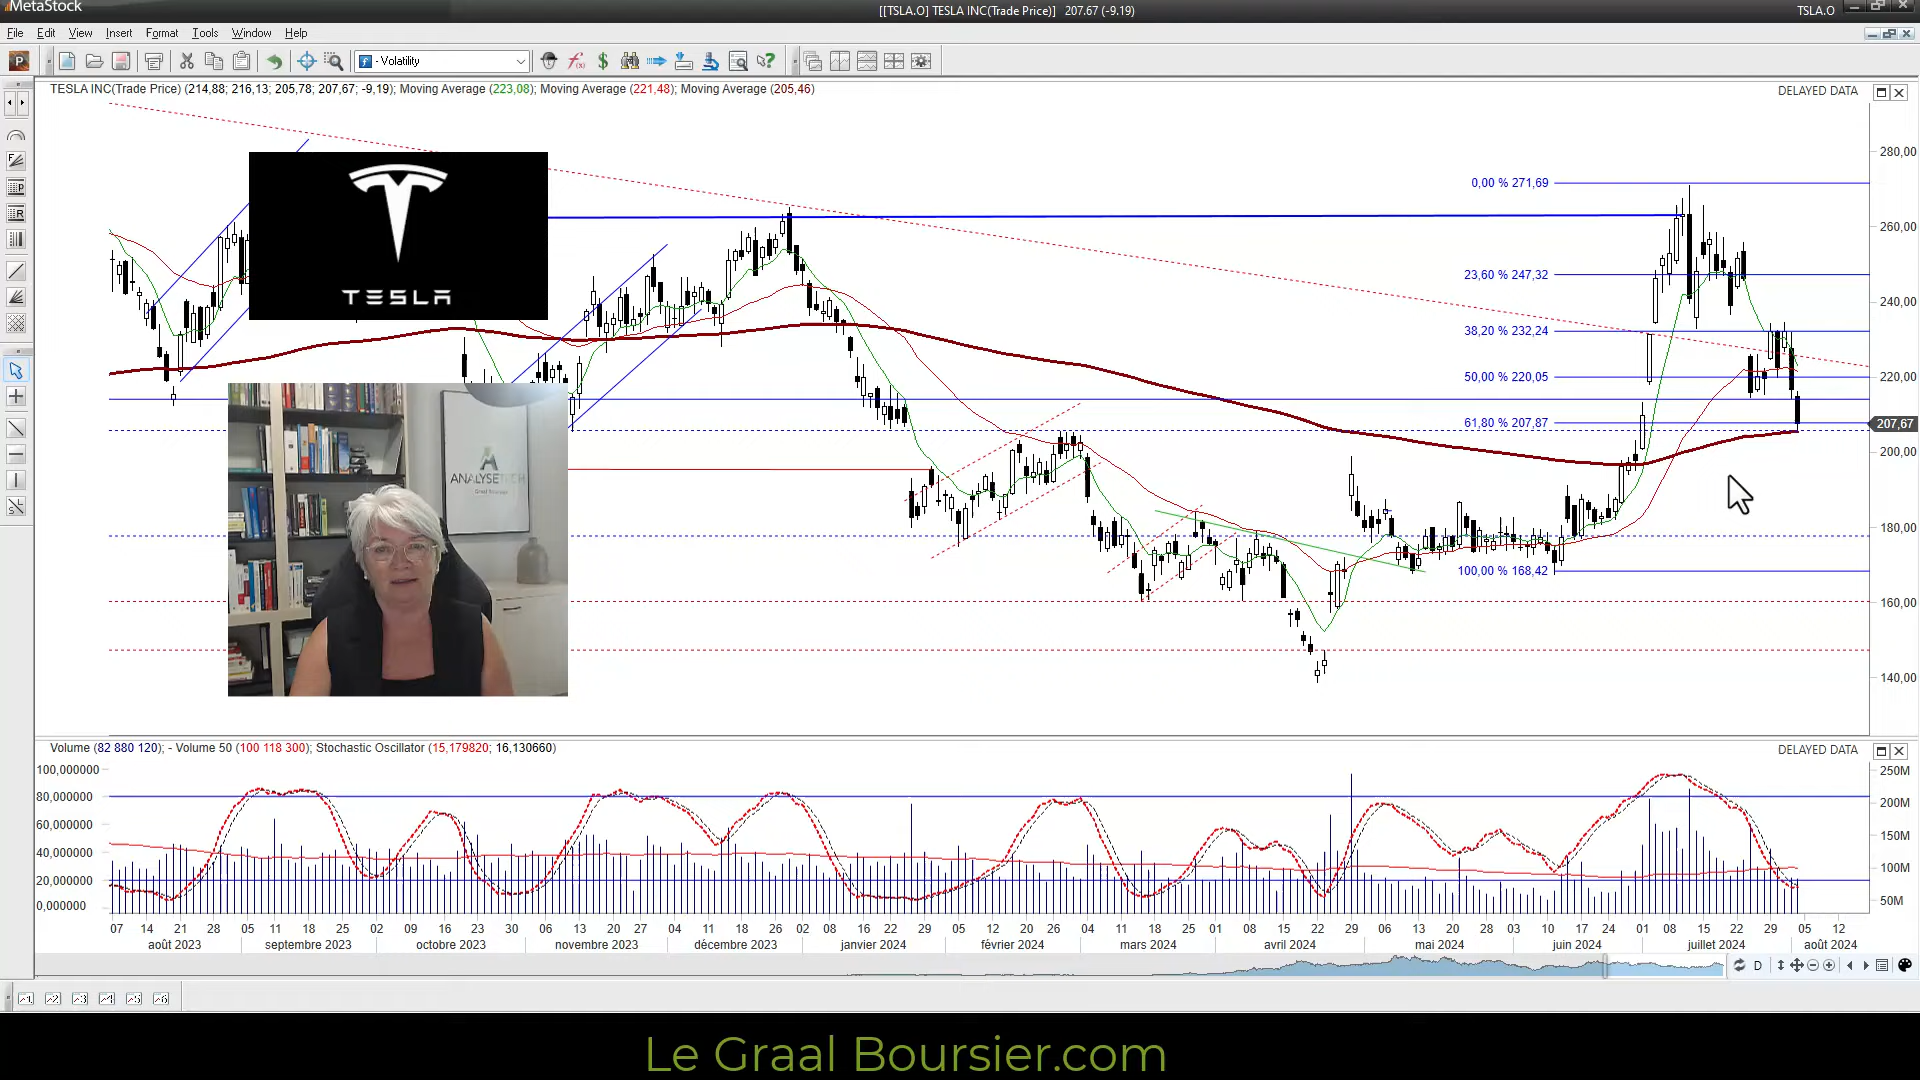 MetaStock
[[TSLA.O] TESLA INC(Trade Price)] 207.67 (-9.19)
TSLA.O
File Edit View Insert Format Tools Window Help
- Volatility
TESLA INC(Trade Price) (214,88; 216,13; 205,78; 207,67; -9,19); Moving Average (223,08); Moving Average (221,48); Moving Average (205,46)
DELAYED DATA
280,00
260,00
240,00
220,00
207,67
200,00
180,00
160,00
140,00
0,00 % 271,69
23,60 % 247,32
38,20 % 232,24
50,00 % 220,05
61,80 % 207,87
100,00 % 168,42
TESLA
ANALYSETECH
Graal Boursier
Volume (82 880 120); - Volume 50 (100 118 300); Stochastic Oscillator (15,179820; 16,130660)
DELAYED DATA
100,000000
80,000000
60,000000
40,000000
20,000000
0,000000
250M
200M
150M
100M
50M
07 14 21 28 05 11 18 25 02 09 16 23 30 06 13 20 27 04 11 18 26 02 08 16 22 29 05 12 20 26 04 11 18 25 01 08 15 22 29 06 13 20 28 03 10 17 24 01 08 15 22 29 05 12
août 2023 septembre 2023 octobre 2023 novembre 2023 décembre 2023 janvier 2024 février 2024 mars 2024 avril 2024 mai 2024 juin 2024 juillet 2024 août 2024
D
1 2 3 4 5 6
Le Graal Boursier.com